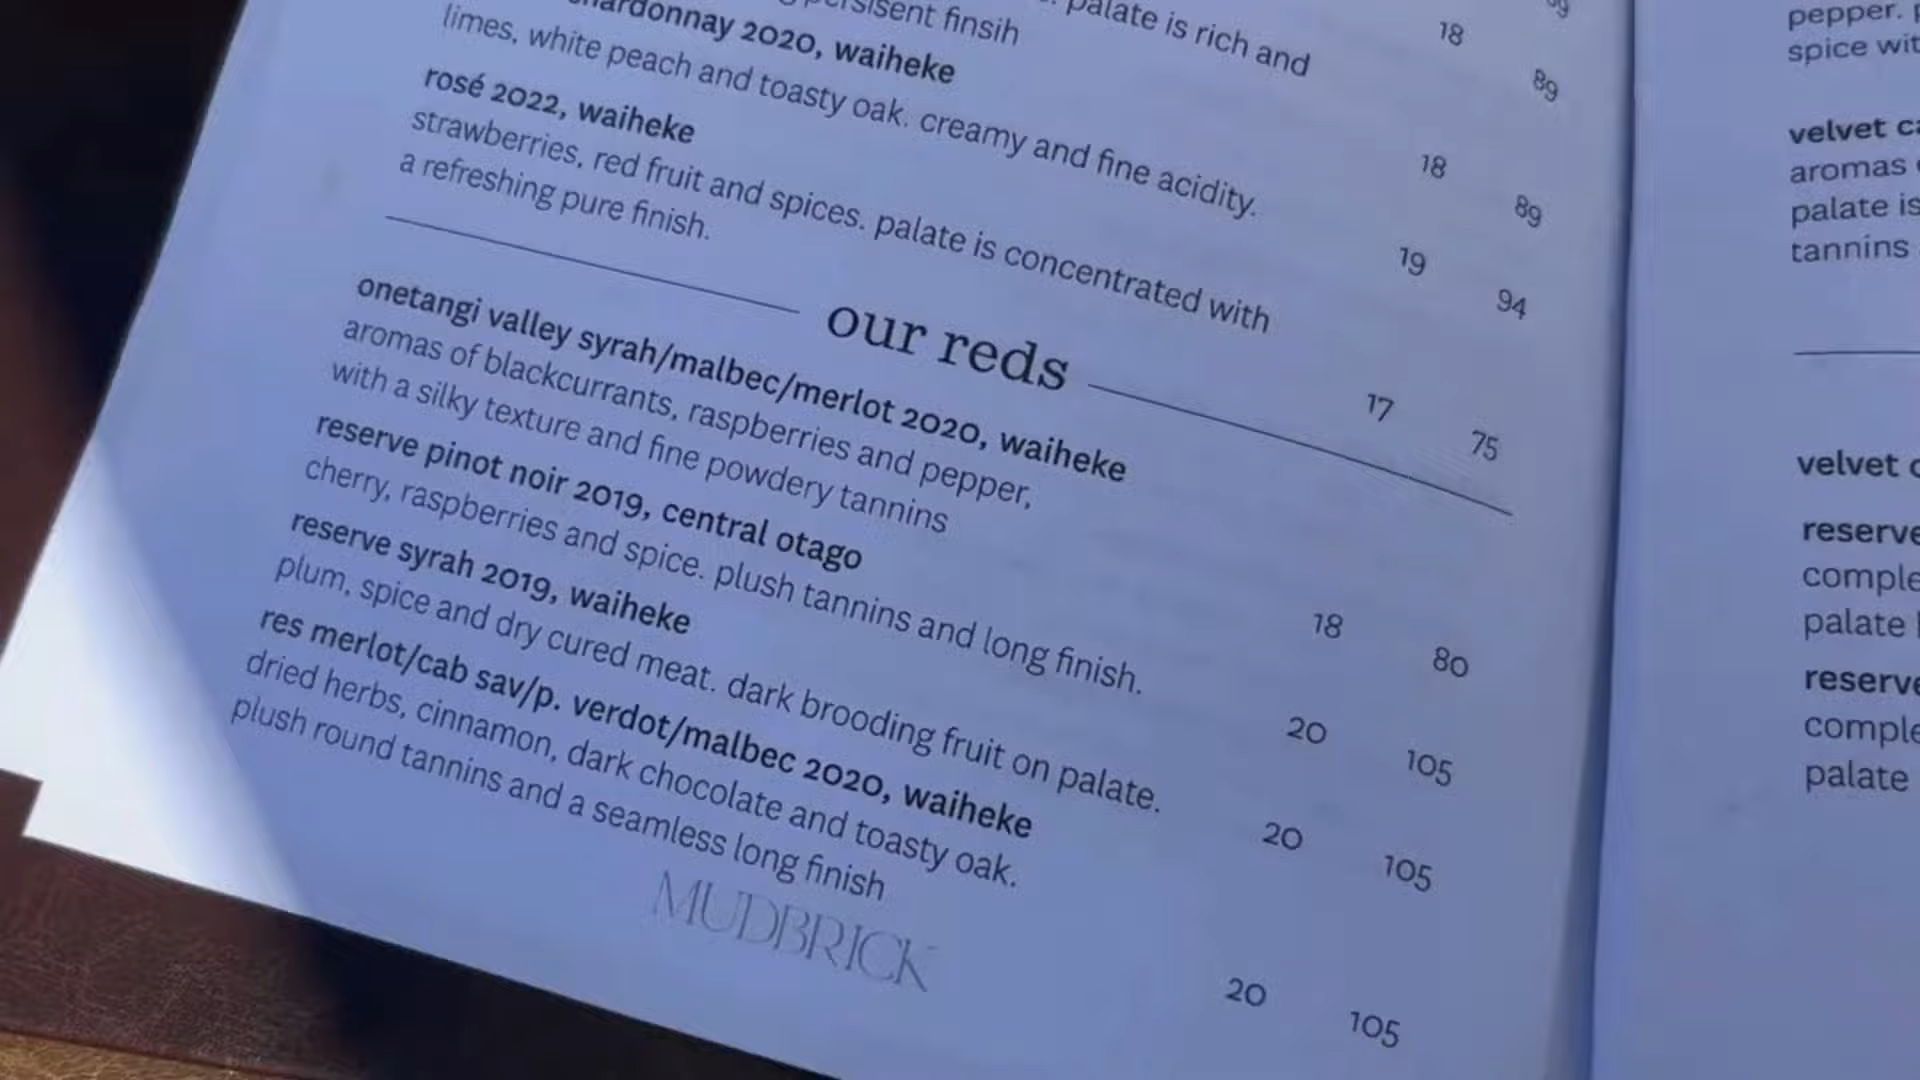 palate is rich and
persisent finsih
18 89
chardonnay 2020, waiheke
limes, white peach and toasty oak. creamy and fine acidity.
18 89
rosé 2022, waiheke
strawberries, red fruit and spices. palate is concentrated with
a refreshing pure finish.
19 94
17 75
our reds
onetangi valley syrah/malbec/merlot 2020, waiheke
aromas of blackcurrants, raspberries and pepper,
with a silky texture and fine powdery tannins
18 80
reserve pinot noir 2019, central otago
cherry, raspberries and spice. plush tannins and long finish.
20 105
reserve syrah 2019, waiheke
plum, spice and dry cured meat. dark brooding fruit on palate.
20 105
res merlot/cab sav/p. verdot/malbec 2020, waiheke
dried herbs, cinnamon, dark chocolate and toasty oak.
plush round tannins and a seamless long finish
20 105
MUDBRICK
pepper.
spice wit
velvet ca
aromas
palate is
tannins
velvet c
reserve
comple
palate
reserve
comple
palate